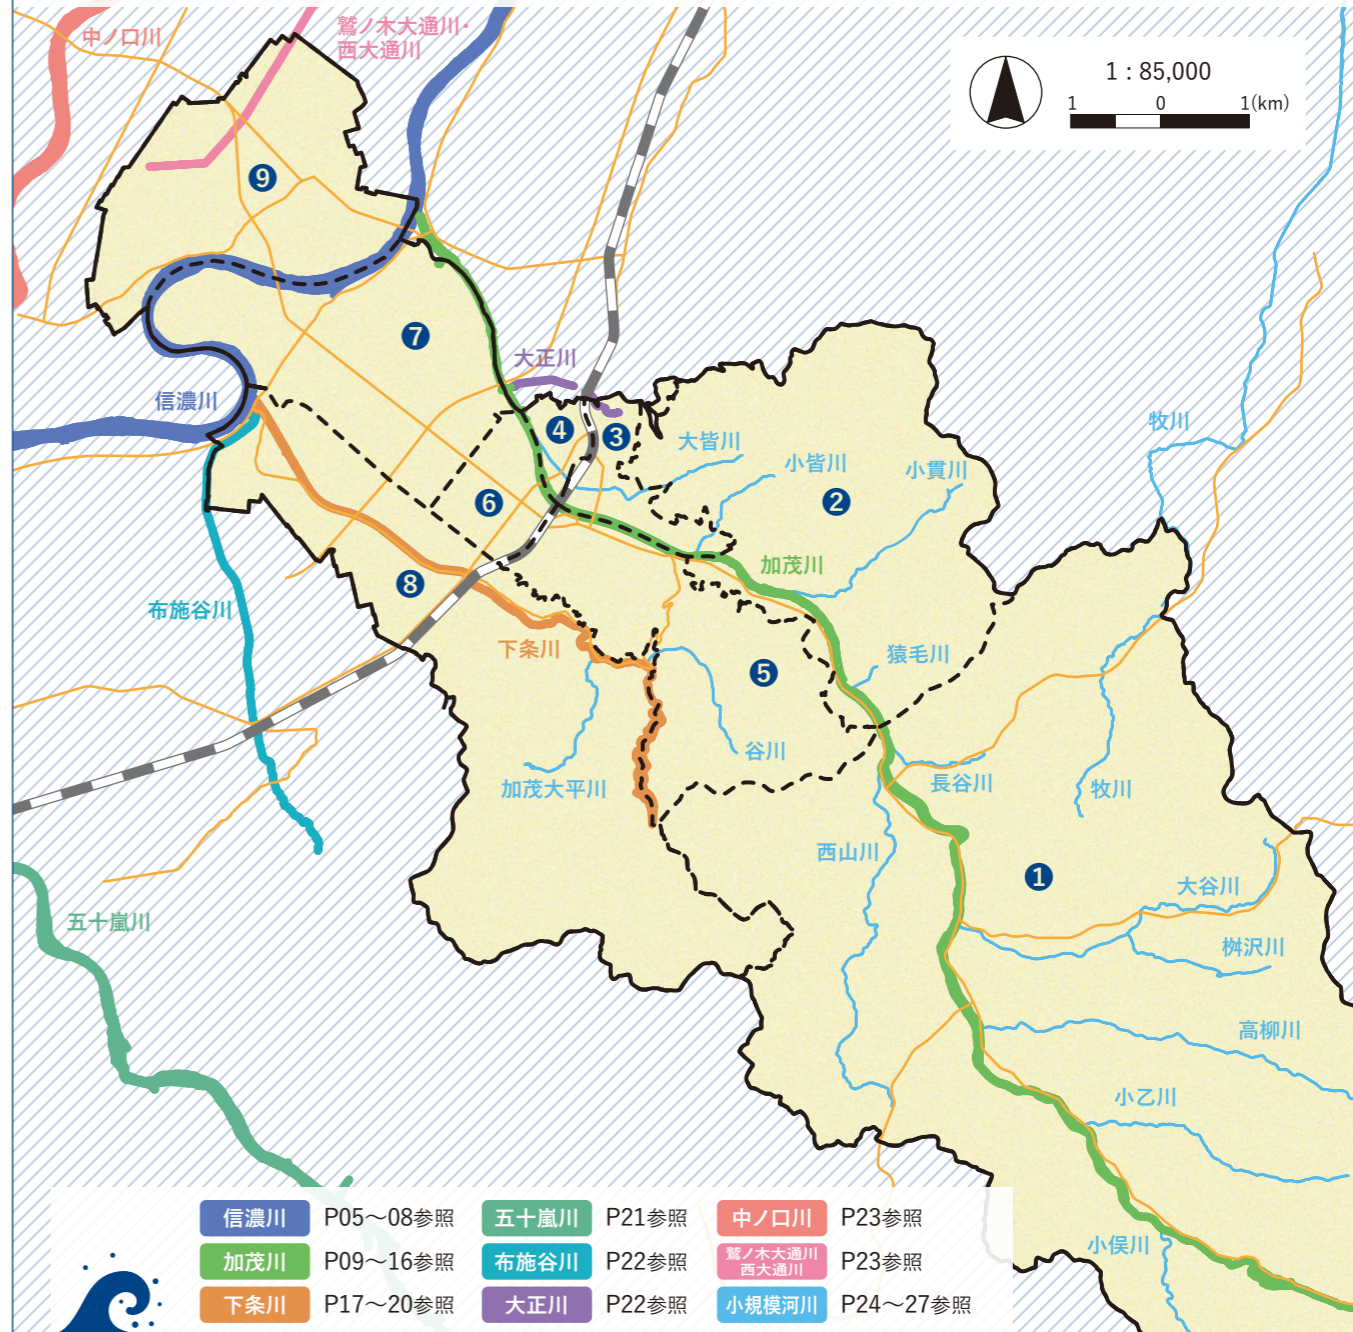 中ノ口川
鷲ノ木大通川・
西大通川
1 : 85,000
1 0 1(km)
9
7
大正川
信濃川
4
3
大皆川
小皆川
小貫川
牧川
2
6
加茂川
8
布施谷川
下条川
猿毛川
5
谷川
加茂大平川
長谷川
牧川
西山川
1
大谷川
五十嵐川
桝沢川
高柳川
小乙川
小俣川
信濃川 P05〜08参照 五十嵐川 P21参照 中ノ口川 P23参照
加茂川 P09〜16参照 布施谷川 P22参照 鷲ノ木大通川
西大通川 P23参照
下条川 P17〜20参照 大正川 P22参照 小規模河川 P24〜27参照